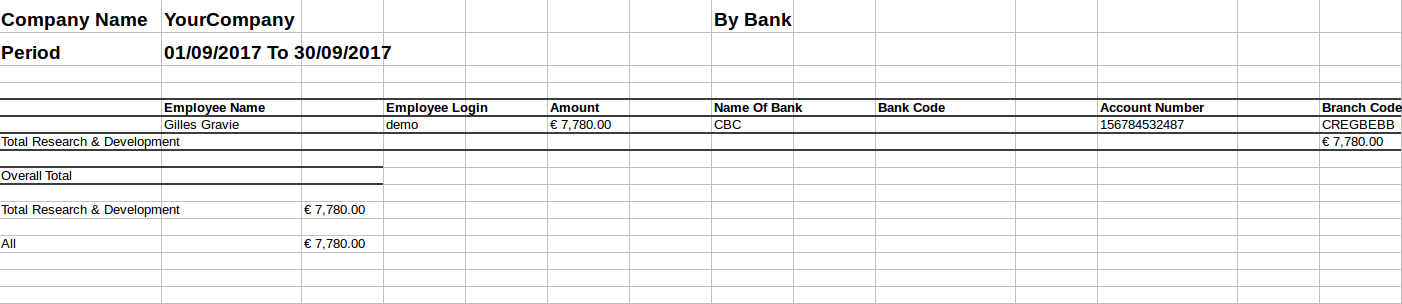 Company Name YourCompany By Bank
Period 01/09/2017 To 30/09/2017
Employee Name Employee Login Amount Name Of Bank Bank Code Account Number Branch Code
Gilles Gravie demo € 7,780.00 CBC 156784532487 CREGBEBB
Total Research & Development € 7,780.00
Overall Total
Total Research & Development € 7,780.00
All € 7,780.00